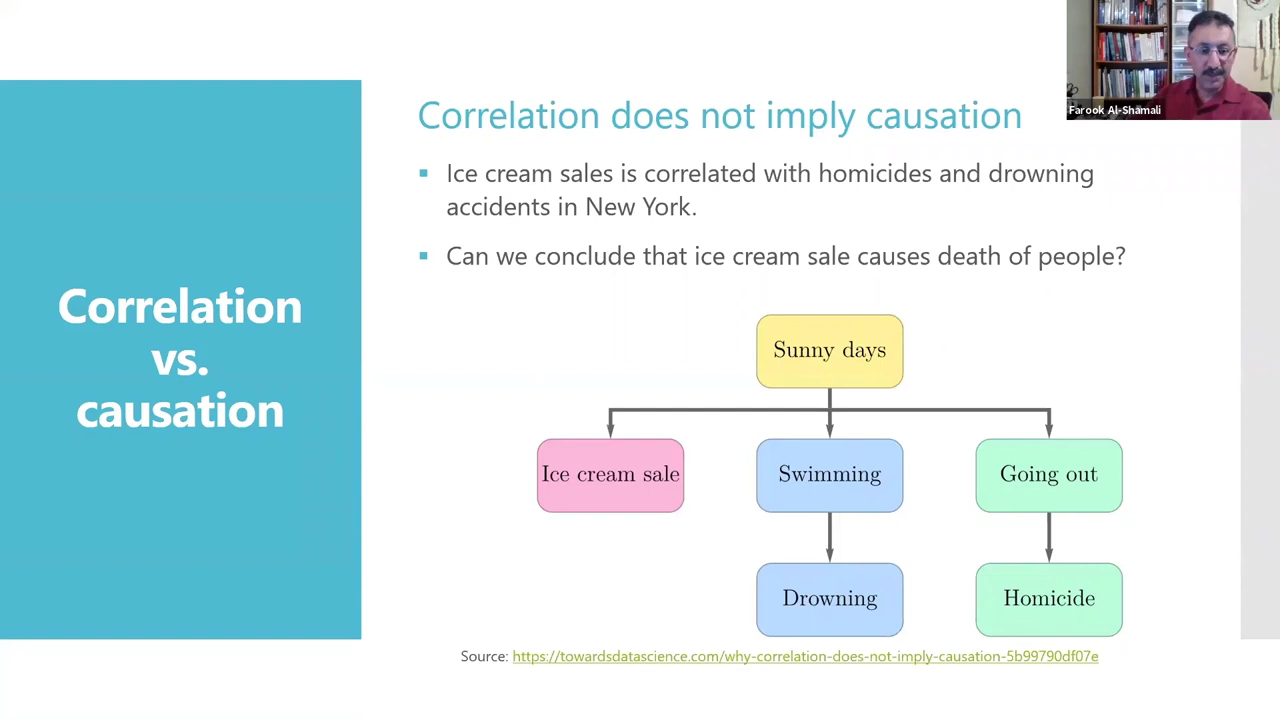 Farook Al-Shamali
Correlation
vs.
causation
Correlation does not imply causation
▪ Ice cream sales is correlated with homicides and drowning
accidents in New York.
▪ Can we conclude that ice cream sale causes death of people?
Sunny days
Ice cream sale
Swimming
Going out
Drowning
Homicide
Source: https://towardsdatascience.com/why-correlation-does-not-imply-causation-5b99790df07e